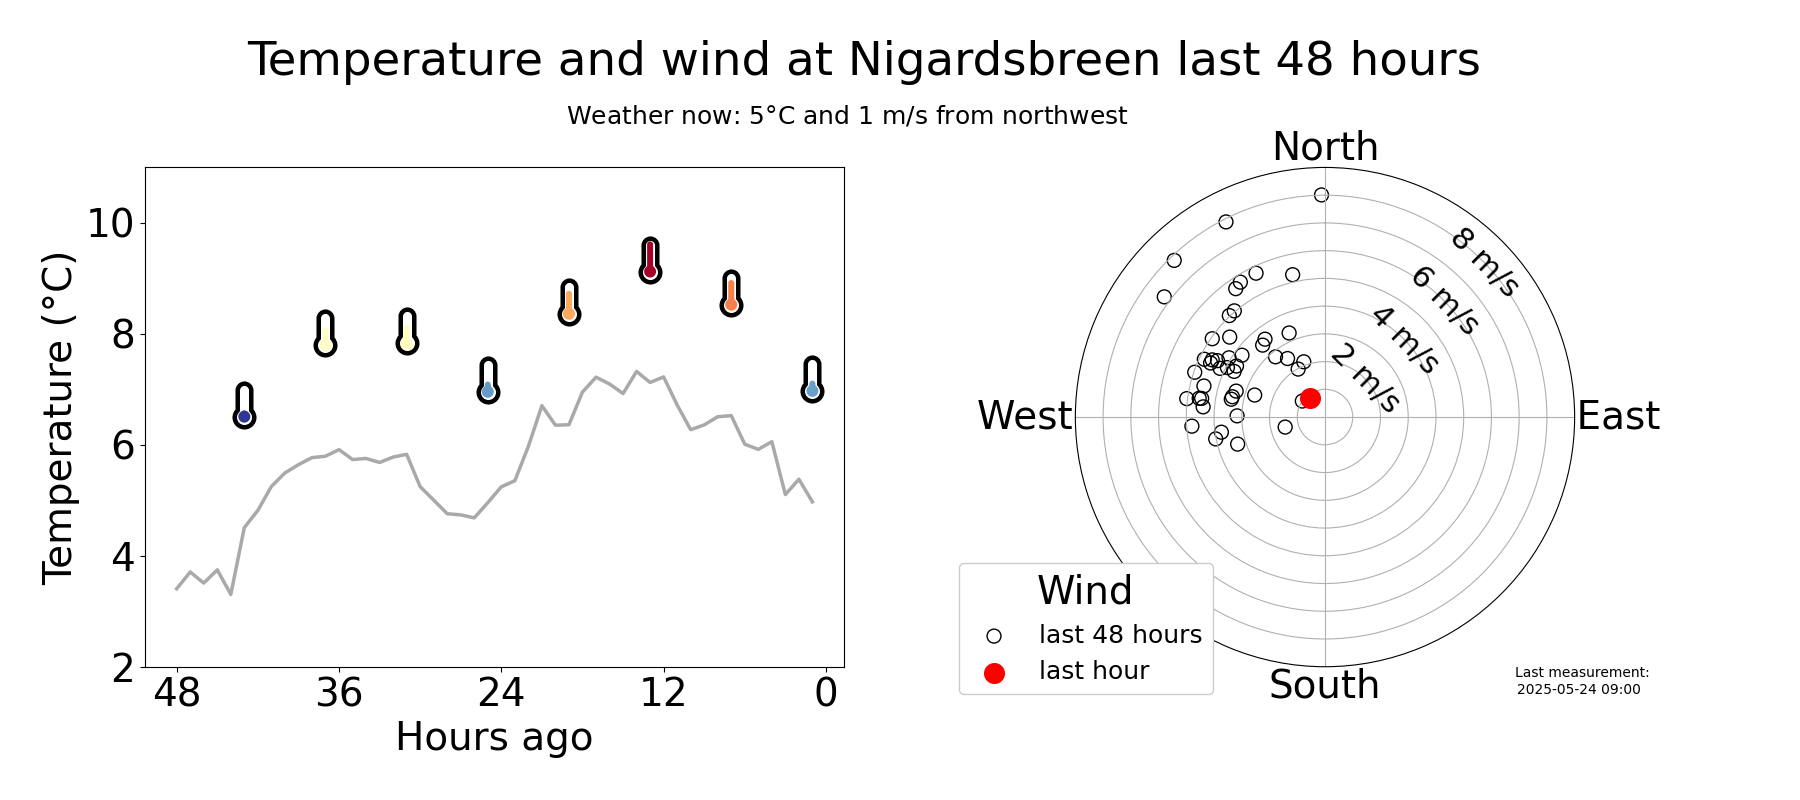 Temperature and wind at Nigardsbreen last 48 hours
Weather now: 5°C and 1 m/s from northwest
Temperature (°C)
10
8
6
4
2
48 36 24 12 0
Hours ago
North
West
East
South
8 m/s
6 m/s
4 m/s
2 m/s
Wind
last 48 hours
last hour
Last measurement:
2025-05-24 09:00